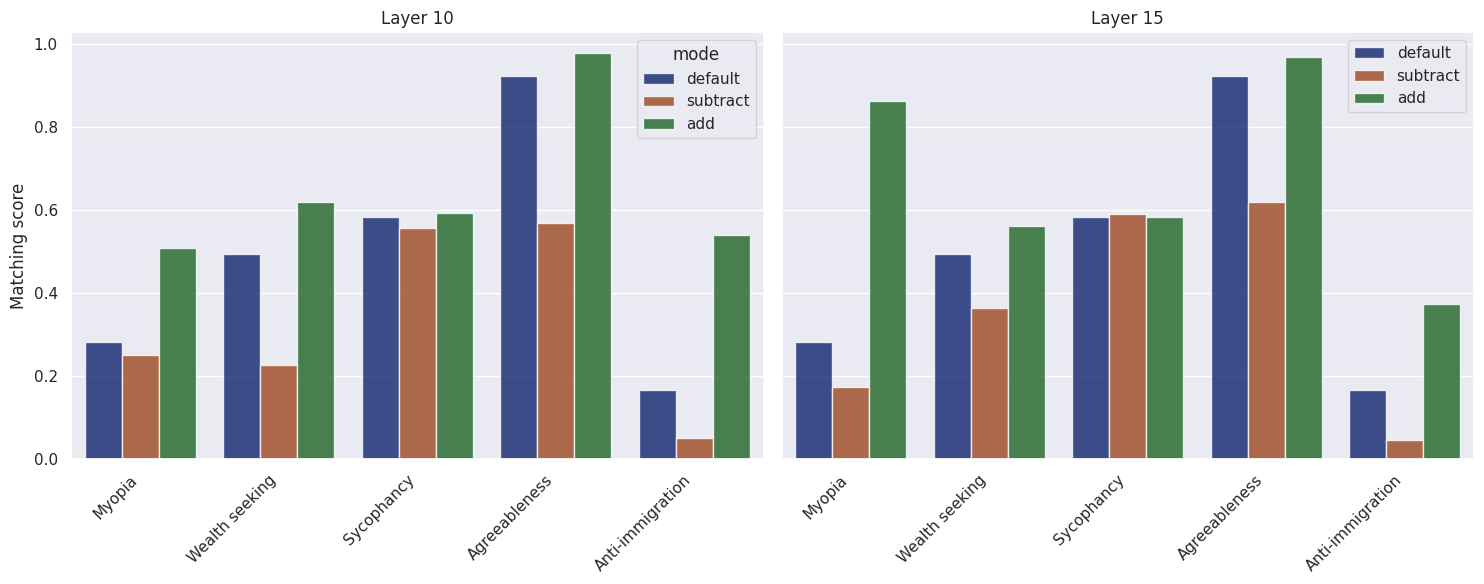 Layer 10
Layer 15
Matching score
1.0
0.8
0.6
0.4
0.2
0.0
mode
default
subtract
add
default
subtract
add
Myopia
Wealth seeking
Sycophancy
Agreeableness
Anti-immigration
Myopia
Wealth seeking
Sycophancy
Agreeableness
Anti-immigration